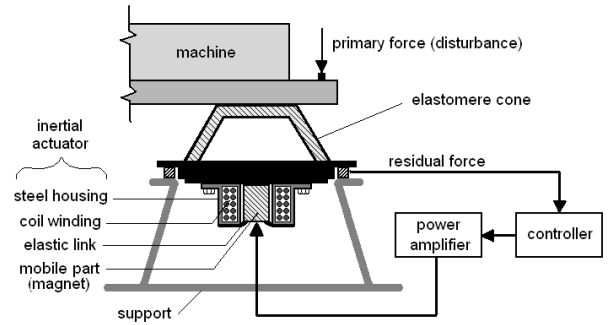 machine
primary force (disturbance)
elastomere cone
inertial
actuator
residual force
steel housing
coil winding
elastic link
mobile part
(magnet)
support
power
amplifier
controller